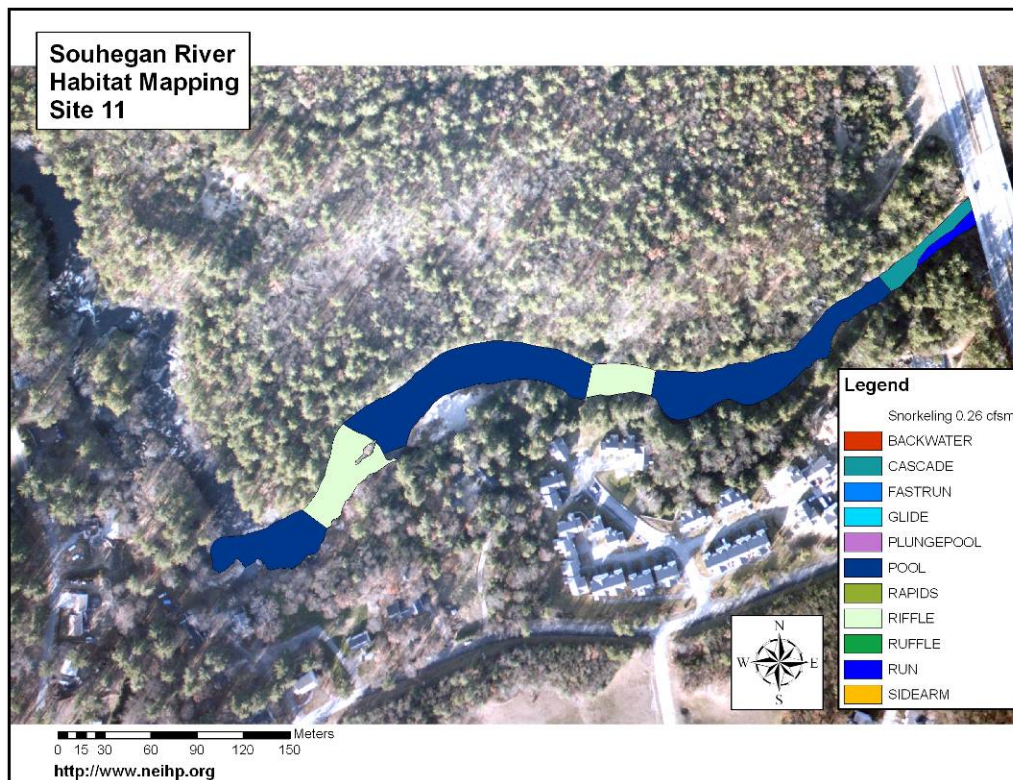 Souhegan River
Habitat Mapping
Site 11
Legend
Snorkeling 0.26 cfsm
BACKWATER
CASCADE
FASTRUN
GLIDE
PLUNGEPOOL
POOL
RAPIDS
RIFFLE
RUFFLE
RUN
SIDEARM
N
W E
S
Meters
0 15 30 60 90 120 150
http://www.neihp.org